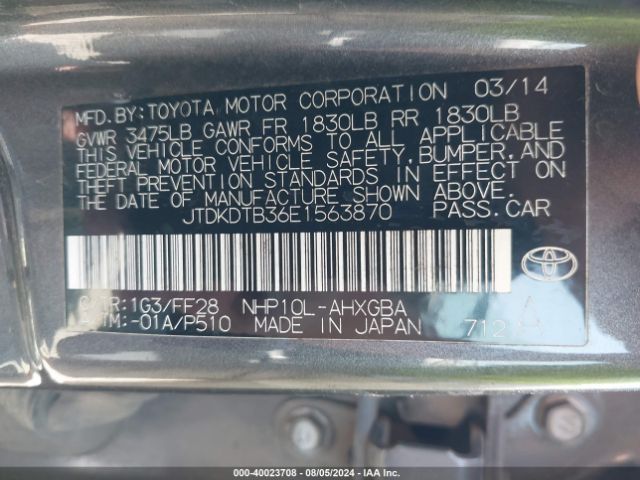 MFD.BY:TOYOTA MOTOR CORPORATION 03/14
GVWR 3475LB GAWR FR 1830LB RR 1830LB
THIS VEHICLE CONFORMS TO ALL APPLICABLE
FEDERAL MOTOR VEHICLE SAFETY,BUMPER,AND
THEFT PREVENTION STANDARDS IN EFFECT ON
THE DATE OF MANUFACTURE SHOWN ABOVE.
JTDKDTB36E1563870 PASS.CAR
:1G3/FF28 NHP10L-AHXGBA A
:-01A/P510 MADE IN JAPAN 712
000-40023708 - 08/05/2024 - IAA Inc.